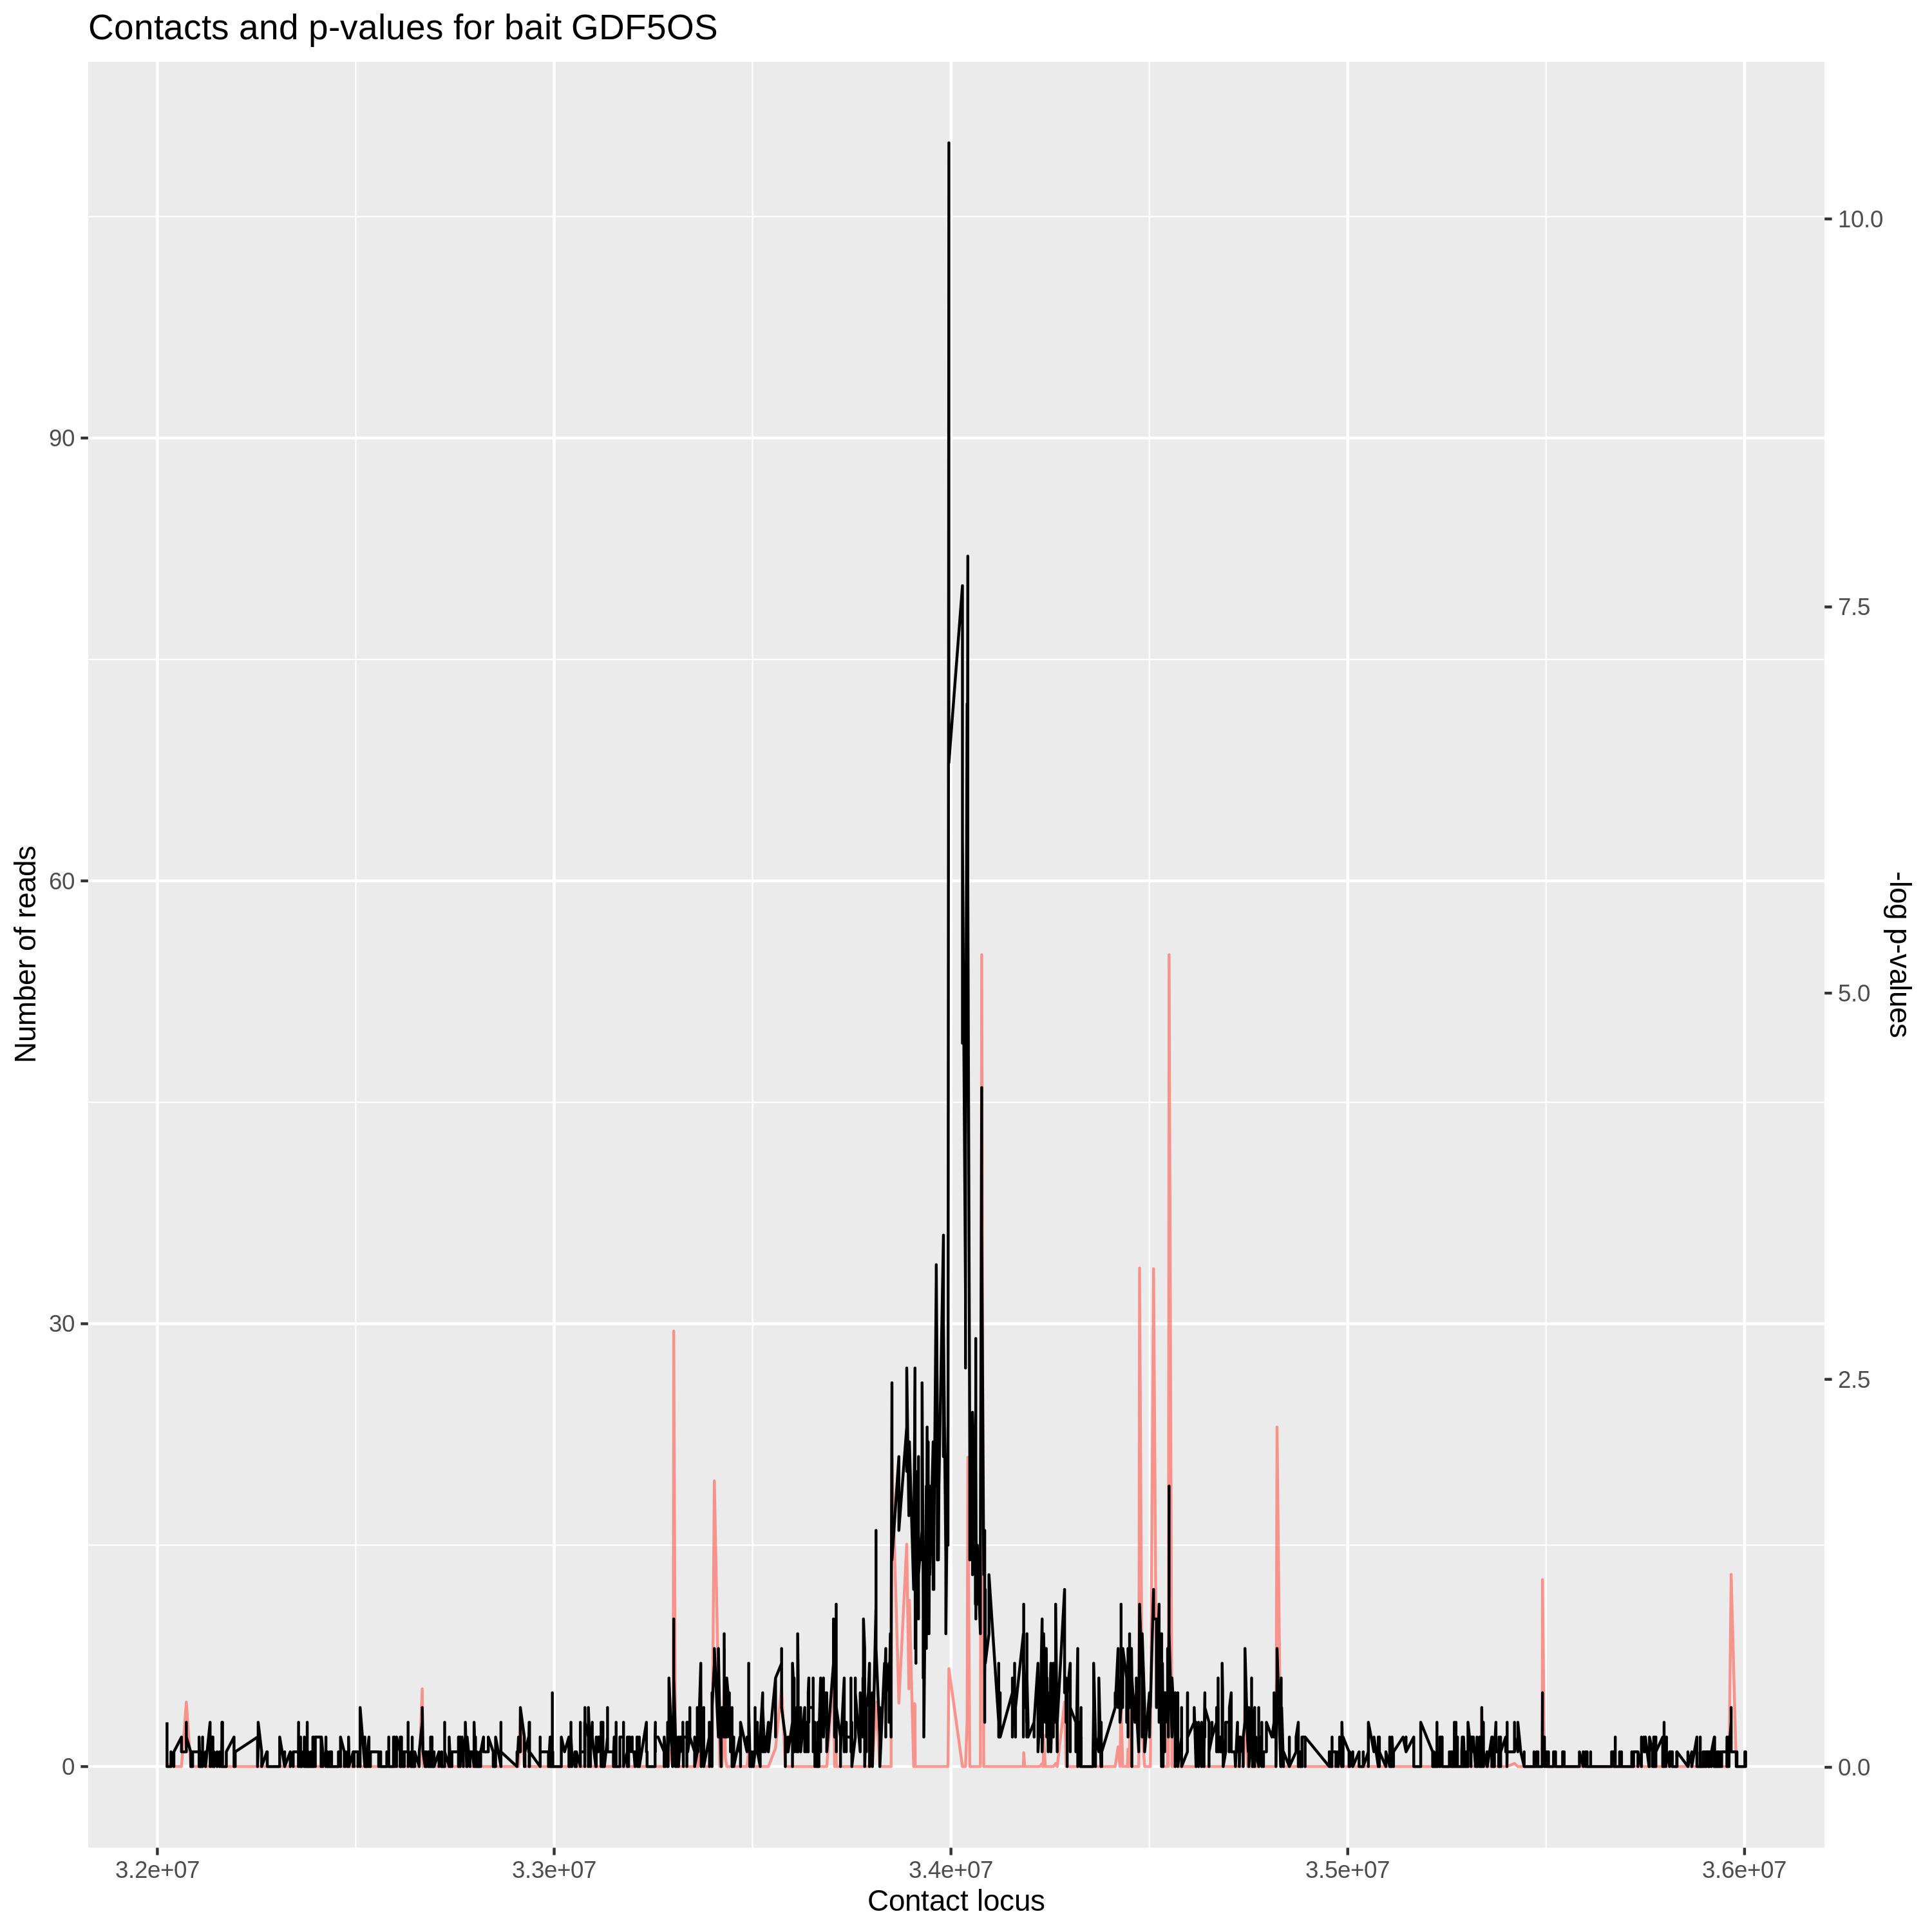 Contacts and p-values for bait GDF5OS
Number of reads
90
60
30
0
10.0
7.5
5.0
2.5
0.0
-log p-values
3.2e+07
3.3e+07
3.4e+07
3.5e+07
3.6e+07
Contact locus